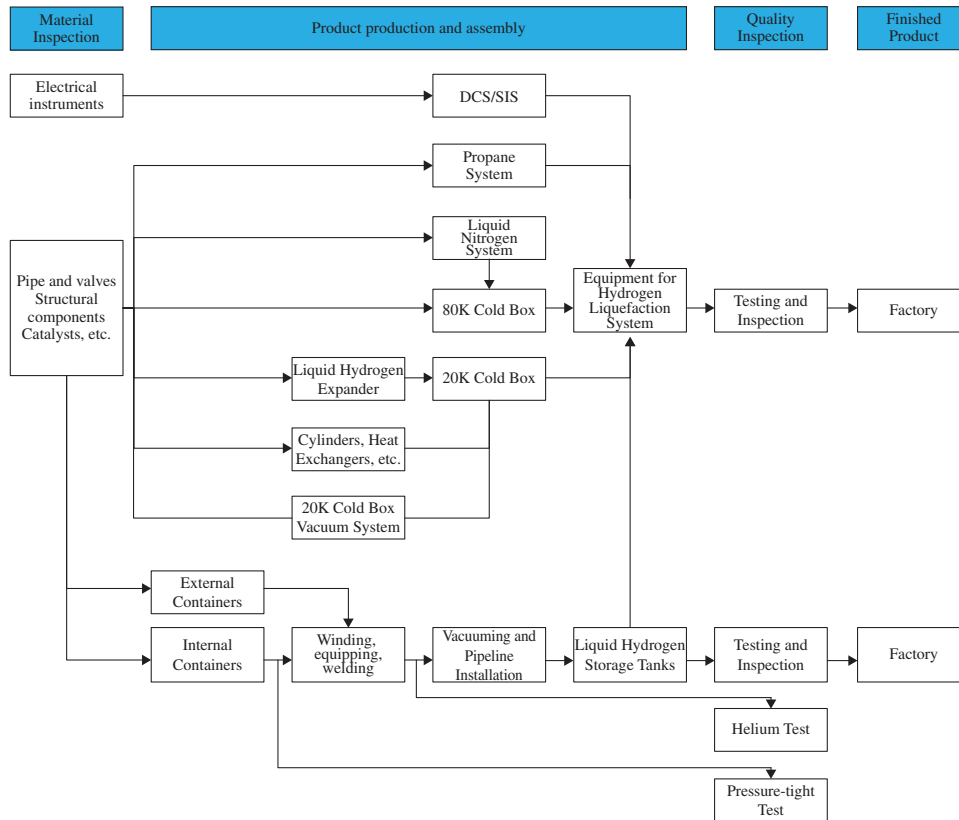 Material
Inspection
Product production and assembly
Quality
Inspection
Finished
Product
Electrical
instruments
DCS/SIS
Propane
System
Liquid
Nitrogen
System
Pipe and valves
Structural
components
Catalysts, etc.
80K Cold Box
Equipment for
Hydrogen
Liquefaction
System
Testing and
Inspection
Factory
Liquid Hydrogen
Expander
20K Cold Box
Cylinders, Heat
Exchangers, etc.
20K Cold Box
Vacuum System
External
Containers
Internal
Containers
Winding,
equipping,
welding
Vacuuming and
Pipeline
Installation
Liquid Hydrogen
Storage Tanks
Testing and
Inspection
Factory
Helium Test
Pressure-tight
Test